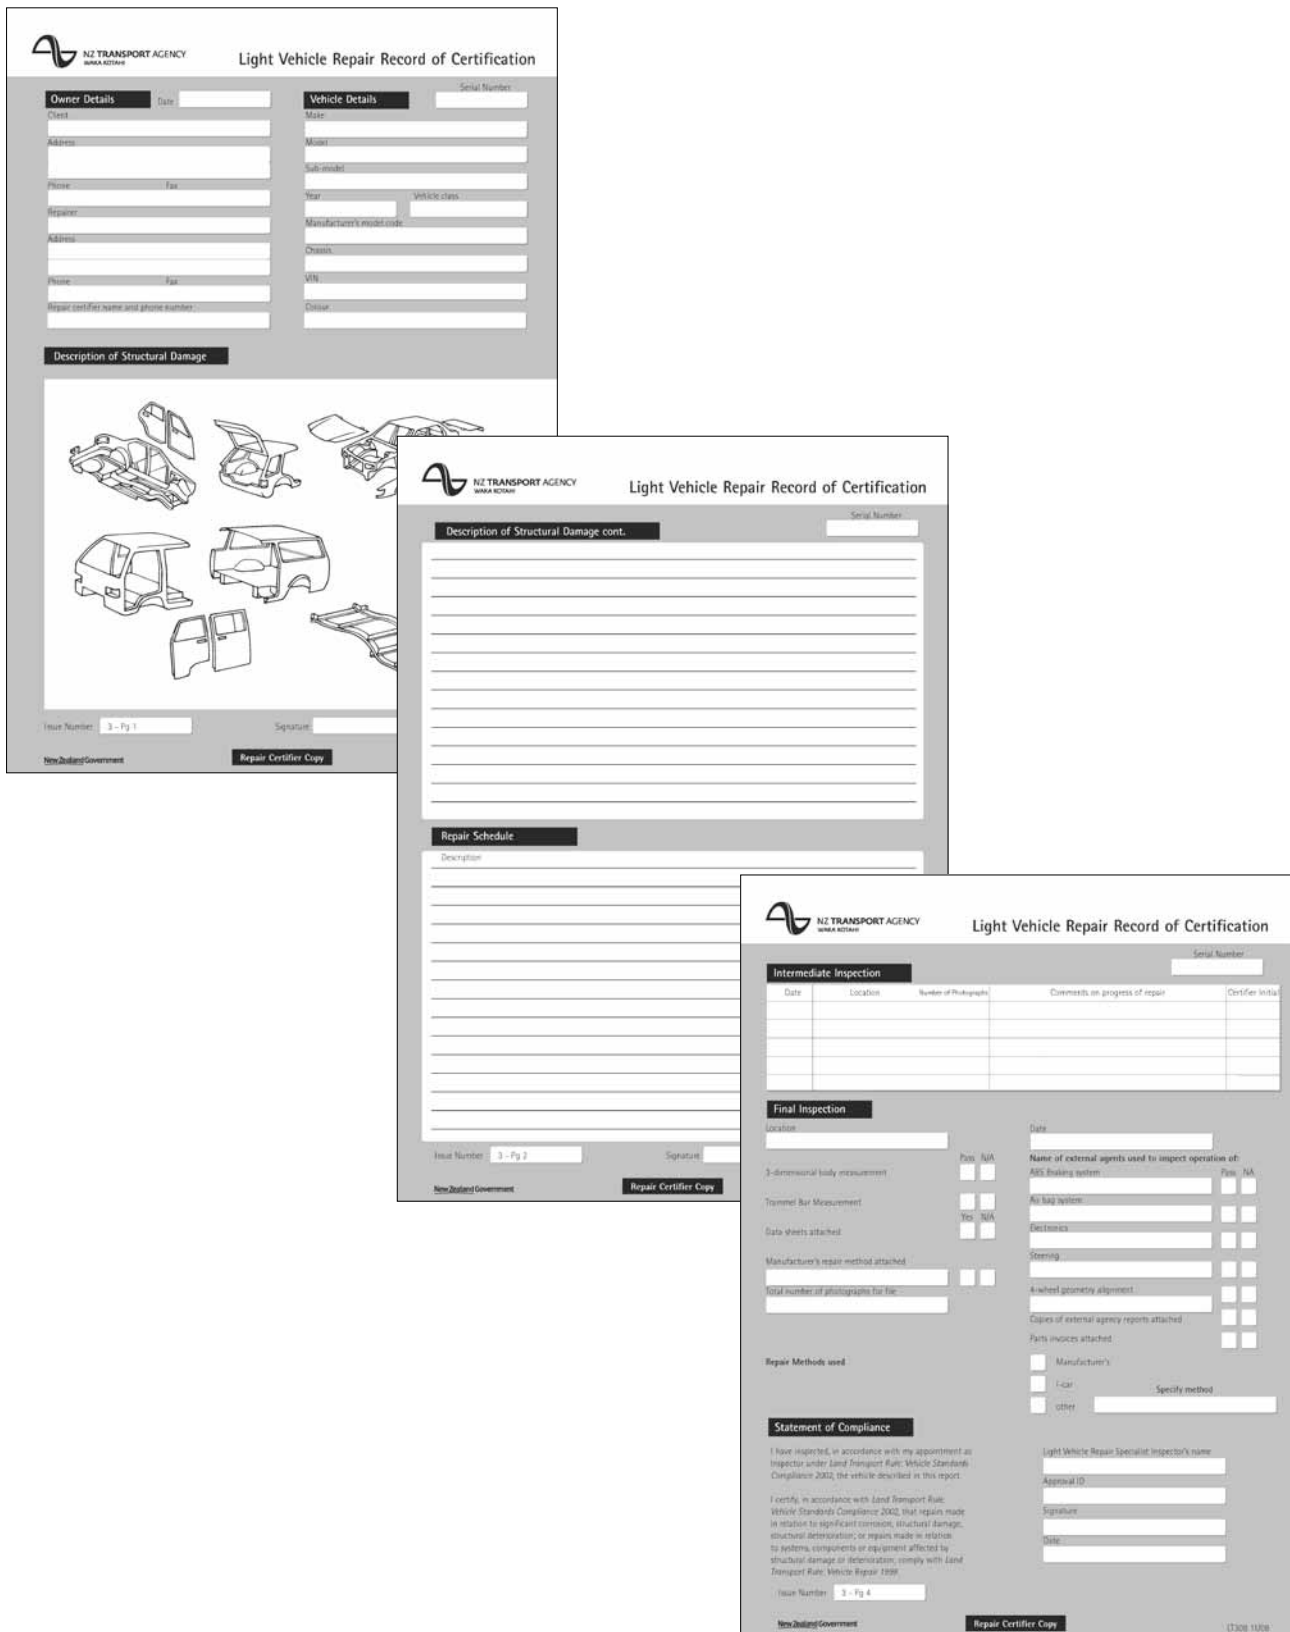 NZ TRANSPORT AGENCY
WAKA KOTAHI
Light Vehicle Repair Record of Certification
Serial Number
Owner Details
Date
Vehicle Details
Client
Make
Address
Model
Sub-model
Phone Fax
Year Vehicle class
Repairer
Manufacturer's model code
Address
Chassis
Phone Fax
VIN
Repair certifier name and phone number
Colour
Description of Structural Damage
Issue Number 3 - Pg 1
Signature
New Zealand Government
Repair Certifier Copy
NZ TRANSPORT AGENCY
WAKA KOTAHI
Light Vehicle Repair Record of Certification
Serial Number
Description of Structural Damage cont.
Repair Schedule
Description
Issue Number 3 - Pg 2
Signature
New Zealand Government
Repair Certifier Copy
NZ TRANSPORT AGENCY
WAKA KOTAHI
Light Vehicle Repair Record of Certification
Serial Number
Intermediate Inspection
Date Location Number of Photographs Comments on progress of repair Certifier Initial
Final Inspection
Location
Pass N/A
3-dimensional body measurement
Trammel Bar Measurement
Yes N/A
Data sheets attached
Manufacturer's repair method attached
Total number of photographs for file
Date
Name of external agents used to inspect operation of:
ABS Braking system Pass NA
Air bag system
Electronics
Steering
4-wheel geometry alignment
Copies of external agency reports attached
Parts invoices attached
Repair Methods used
Manufacturer's
I-car
Specify method
other
Statement of Compliance
I have inspected, in accordance with my appointment as
Inspector under Land Transport Rule: Vehicle Standards
Compliance 2002, the vehicle described in this report.
I certify, in accordance with Land Transport Rule:
Vehicle Standards Compliance 2002, that repairs made
in relation to significant corrosion, structural damage,
structural deterioration; or repairs made in relation
to systems, components or equipment affected by
structural damage or deterioration, comply with Land
Transport Rule: Vehicle Repair 1998.
Light Vehicle Repair Specialist Inspector's name
Approval ID
Signature
Date
Issue Number 3 - Pg 4
New Zealand Government
Repair Certifier Copy
LT308 11/08